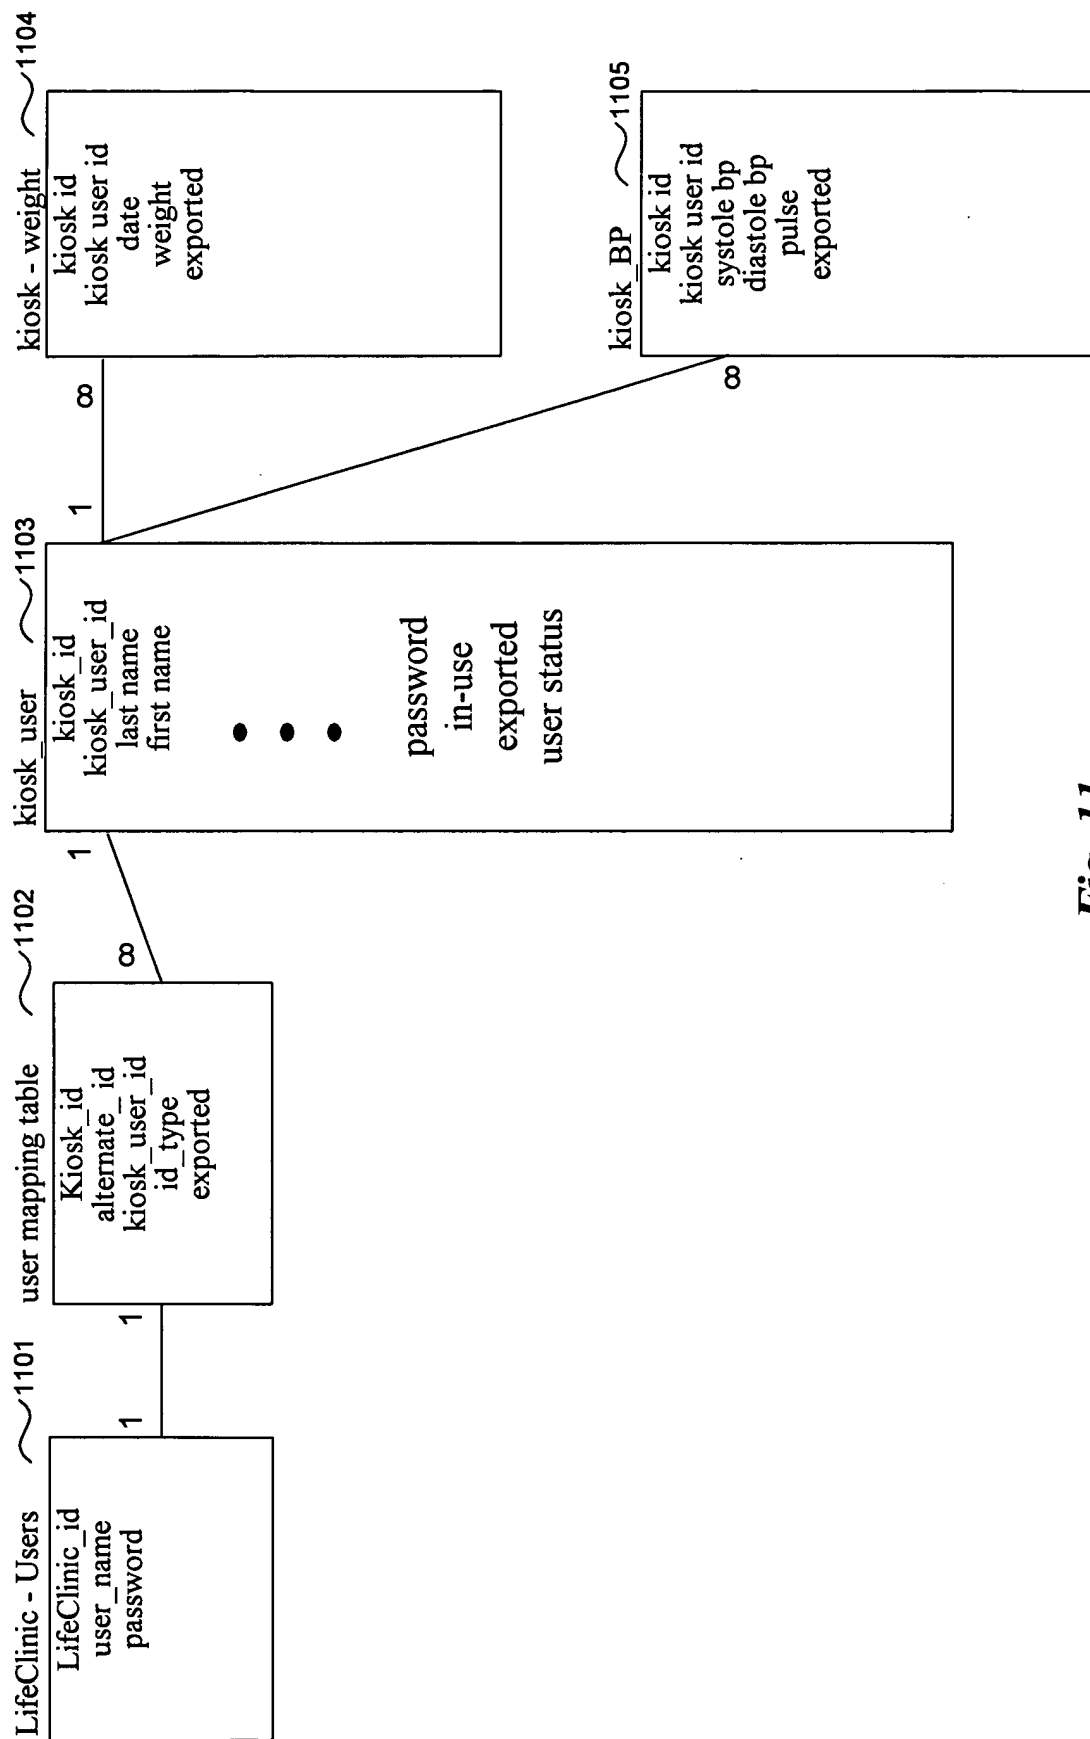 LifeClinic - Users
1101
LifeClinic_id
user_name
password
1
1
user mapping table
1102
Kiosk_id
alternate_id
kiosk_user_id
id_type
exported
∞
1
kiosk_user
1103
kiosk_id
kiosk_user_id
last name
first name
password
in-use
exported
user status
1
∞
∞
kiosk - weight
1104
kiosk id
kiosk user id
date
weight
exported
kiosk_BP
1105
kiosk id
kiosk user id
systole bp
diastole bp
pulse
exported
Fig. 11